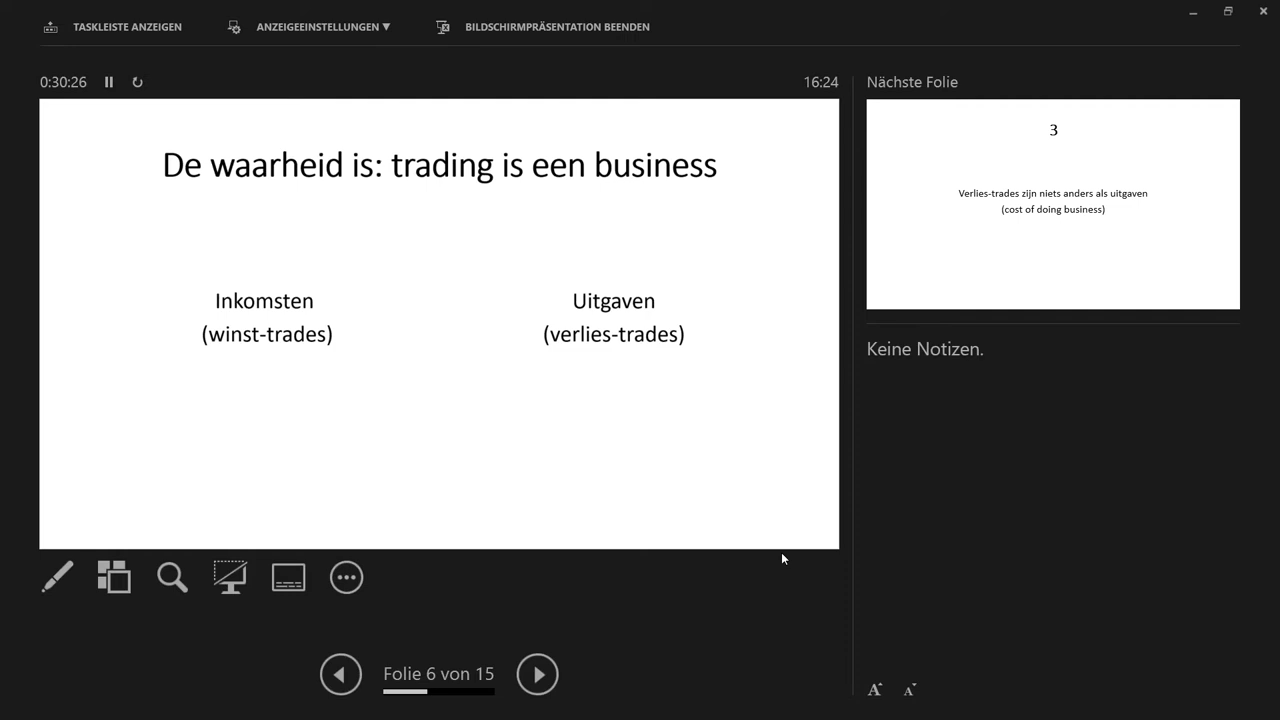 TASKLEISTE ANZEIGEN
ANZEIGEEINSTELLUNGEN ▼
BILDSCHIRMPRÄSENTATION BEENDEN
0:30:26
16:24
De waarheid is: trading is een business
Inkomsten
(winst-trades)
Uitgaven
(verlies-trades)
Folie 6 von 15
Nächste Folie
3
Verlies-trades zijn niets anders als uitgaven
(cost of doing business)
Keine Notizen.
A A